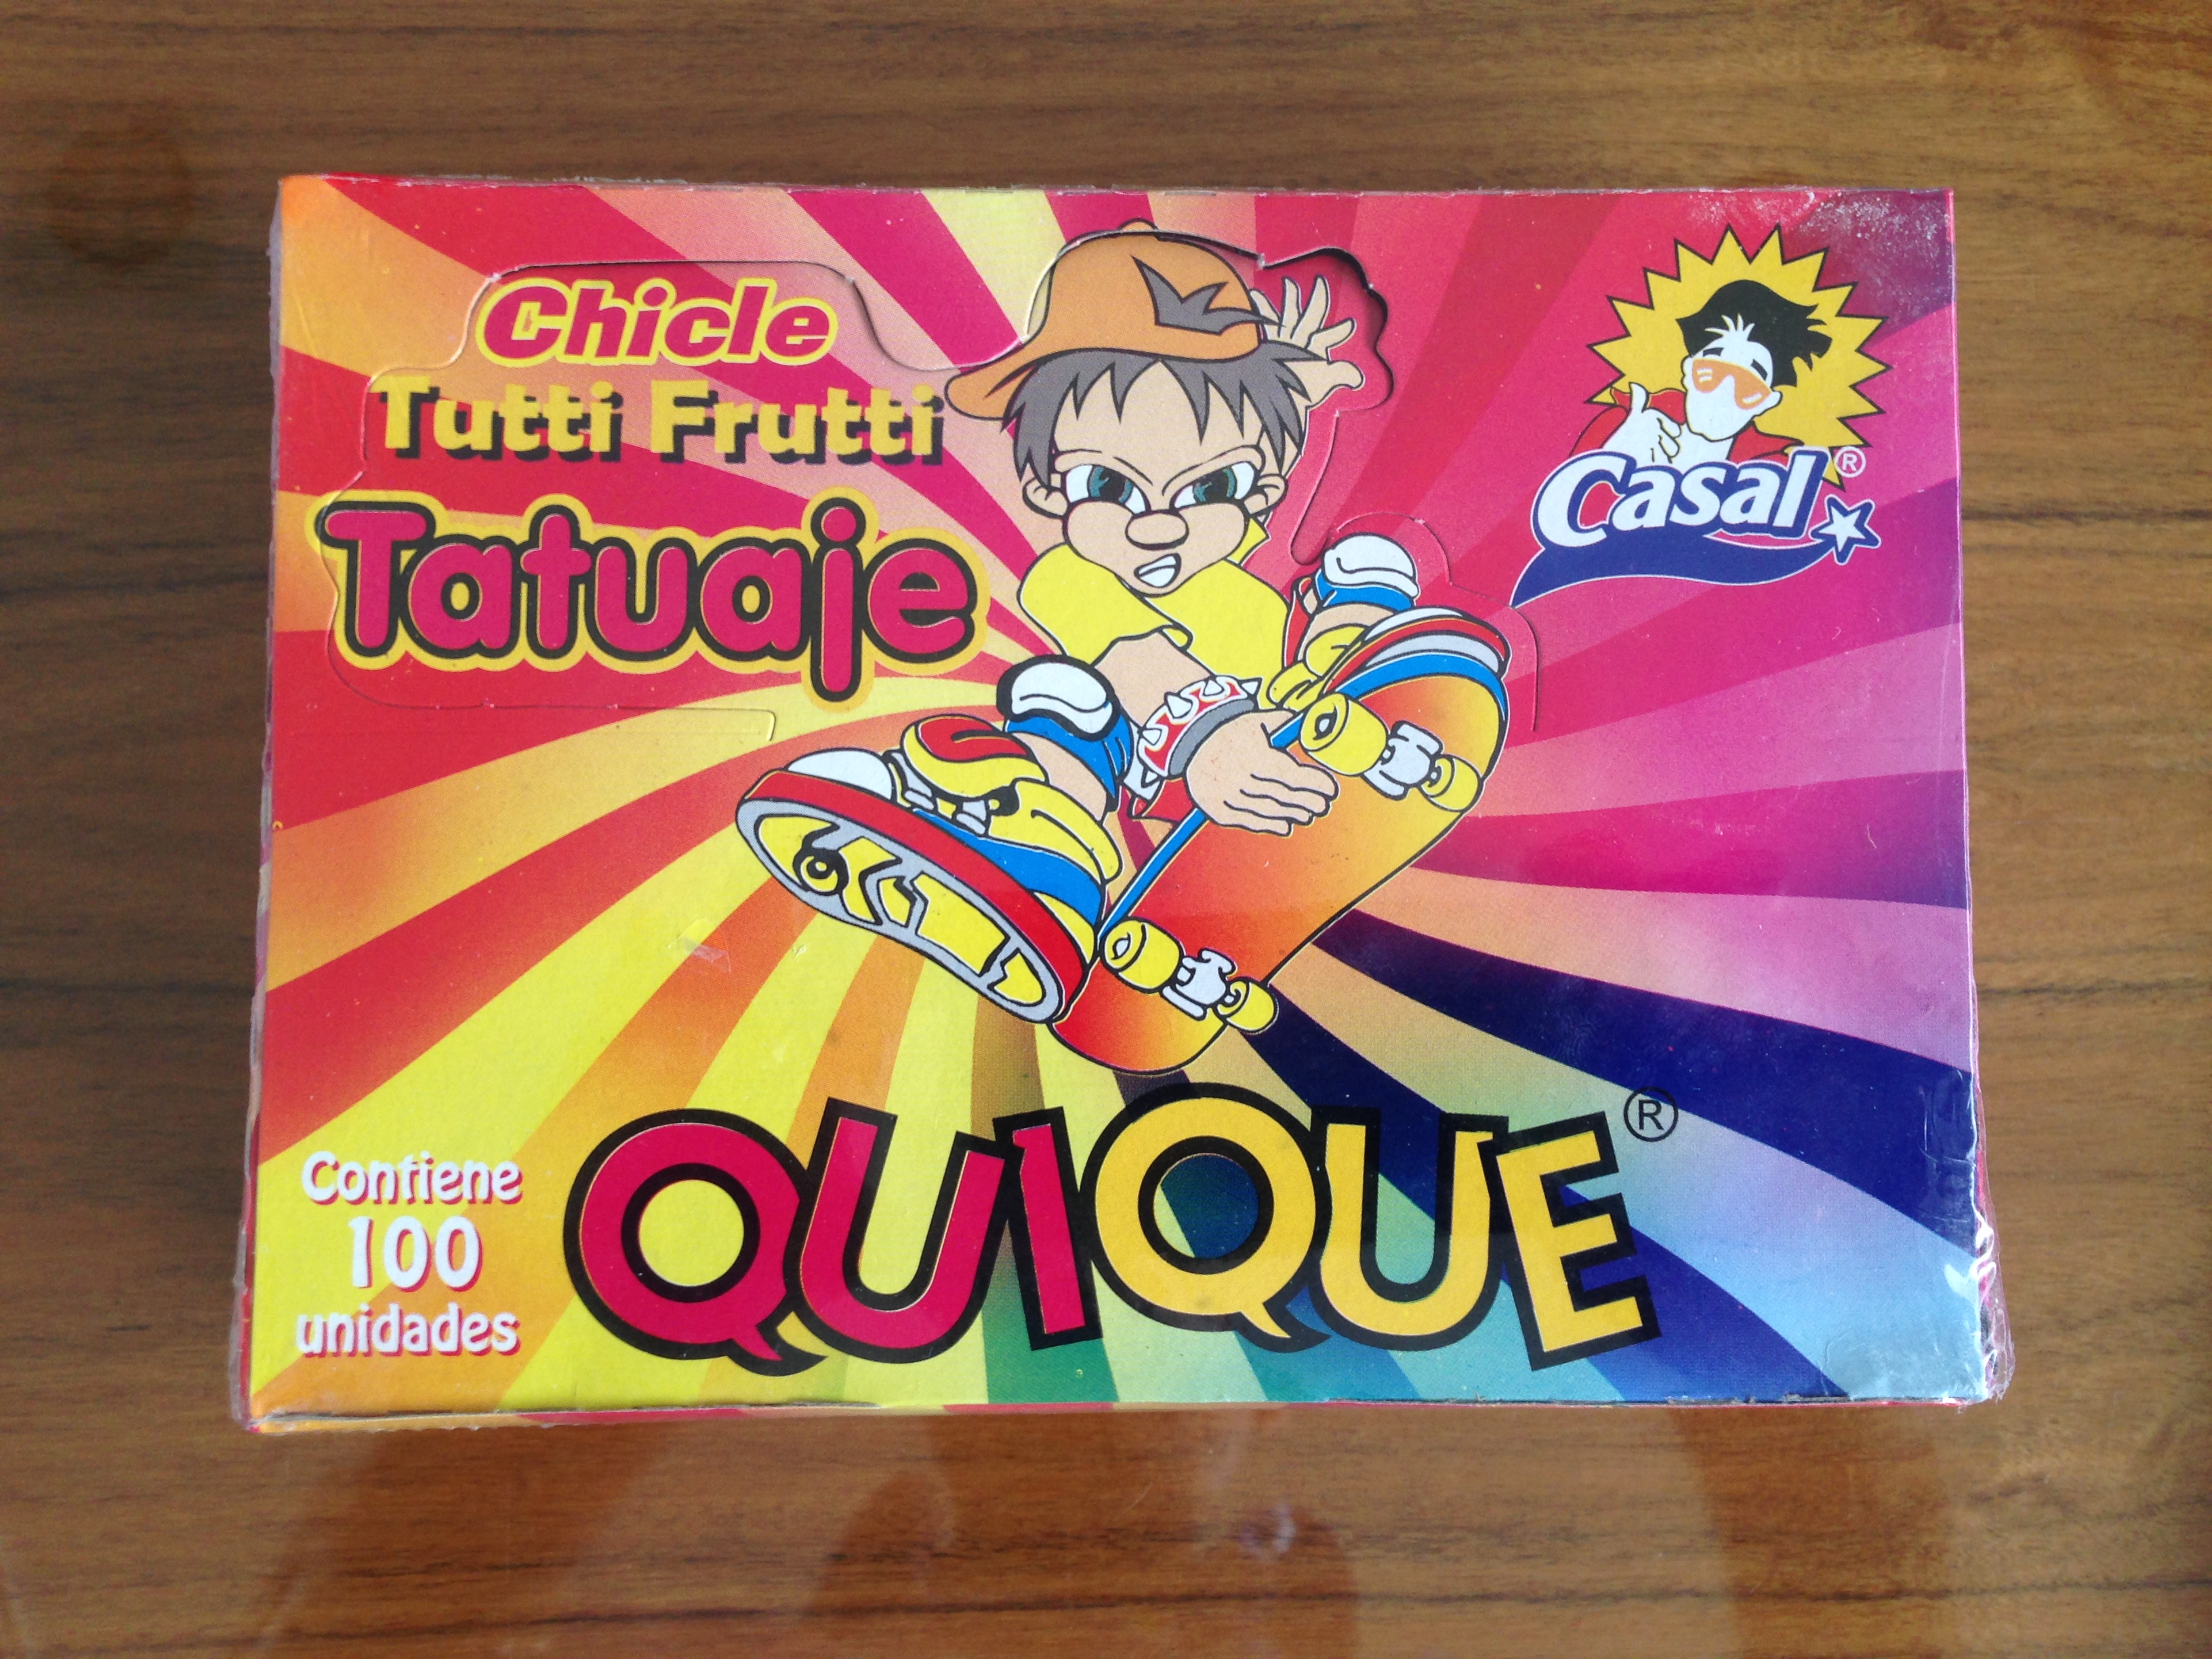 Chicle
Tutti Frutti
Tatuaje
Casal®
Contiene
100
unidades
QUIQUE®